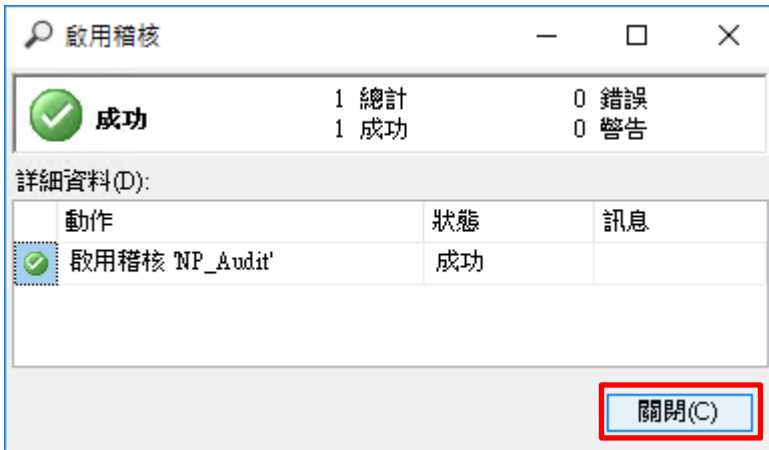 啟用稽核
成功
1 總計
0 錯誤
1 成功
0 警告
詳細資料(D):
動作 狀態 訊息
啟用稽核 'NP_Audit' 成功
關閉(C)